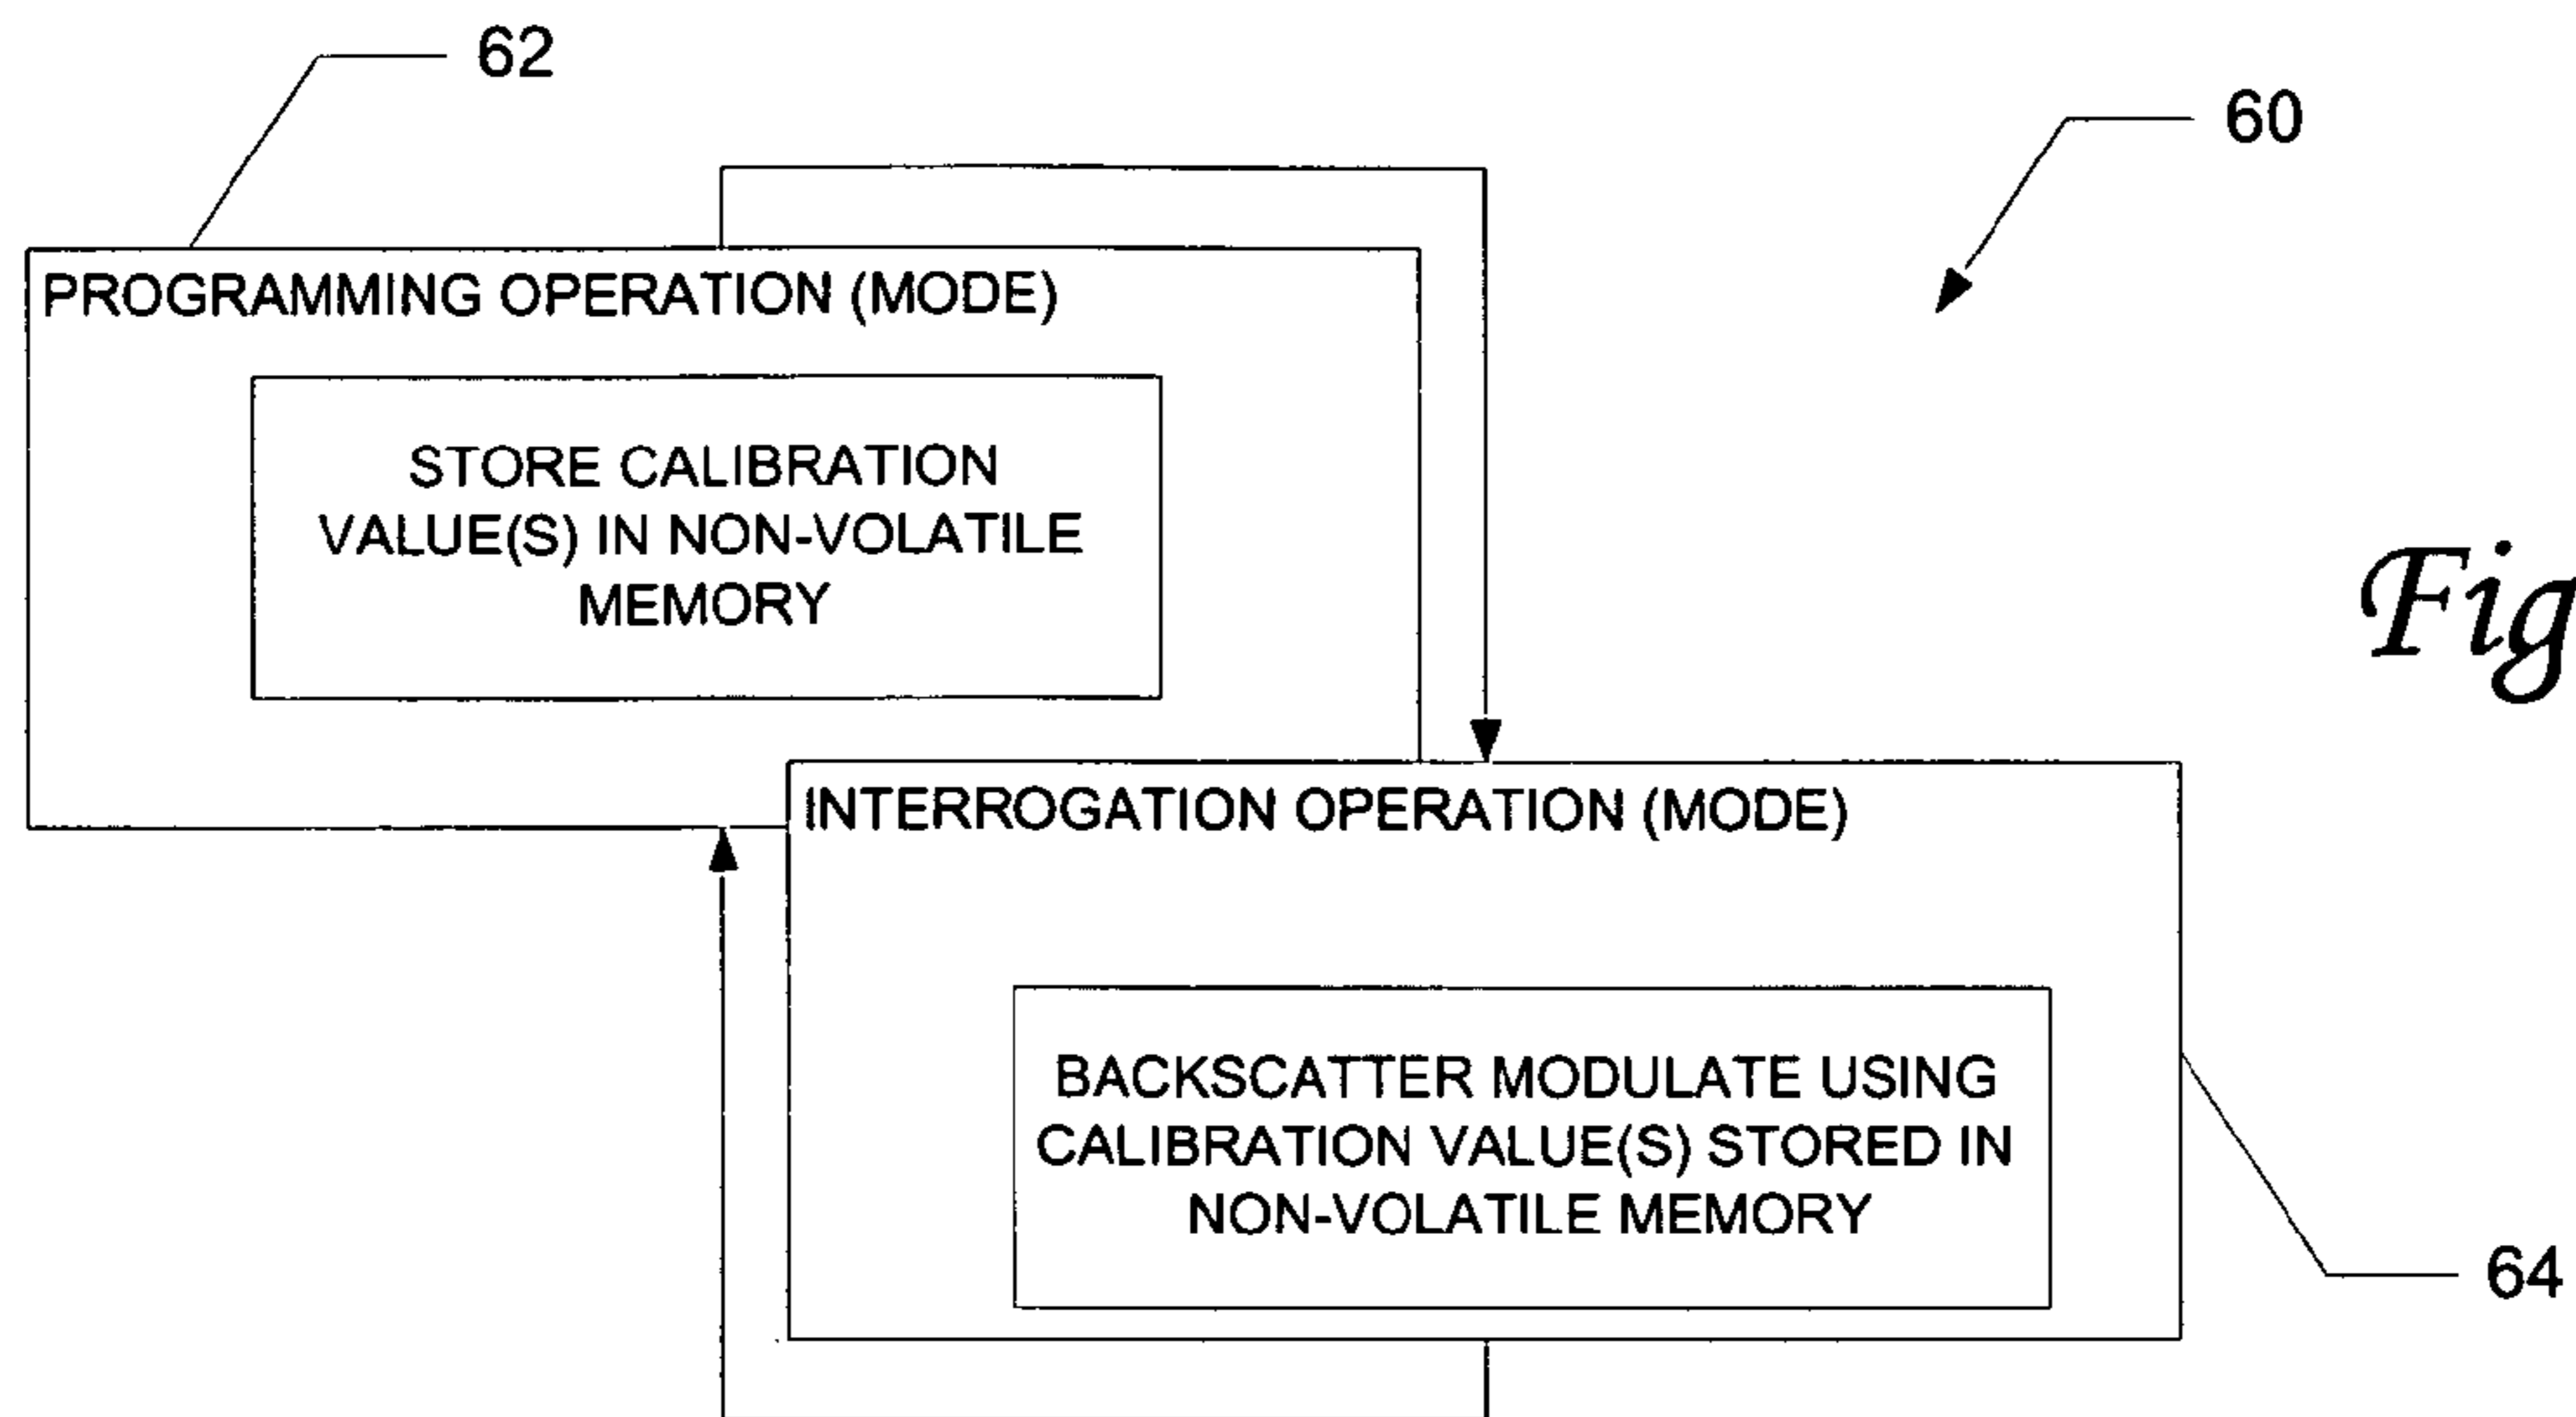 62
60
PROGRAMMING OPERATION (MODE)
STORE CALIBRATION
VALUE(S) IN NON-VOLATILE
MEMORY
Fig
INTERROGATION OPERATION (MODE)
BACKSCATTER MODULATE USING
CALIBRATION VALUE(S) STORED IN
NON-VOLATILE MEMORY
64